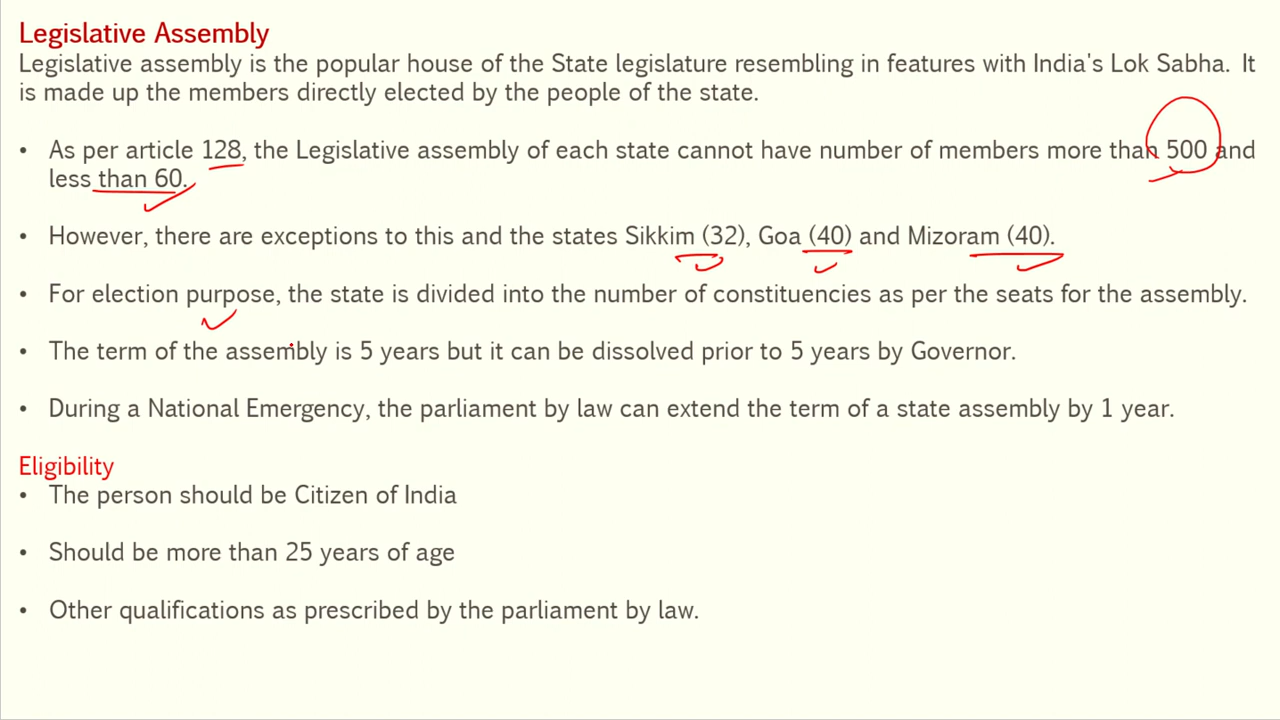 Legislative Assembly
Legislative assembly is the popular house of the State legislature resembling in features with India's Lok Sabha. It
is made up the members directly elected by the people of the state.
• As per article 128, the Legislative assembly of each state cannot have number of members more than 500 and
less than 60.
• However, there are exceptions to this and the states Sikkim (32), Goa (40) and Mizoram (40).
• For election purpose, the state is divided into the number of constituencies as per the seats for the assembly.
• The term of the assembly is 5 years but it can be dissolved prior to 5 years by Governor.
• During a National Emergency, the parliament by law can extend the term of a state assembly by 1 year.
Eligibility
• The person should be Citizen of India
• Should be more than 25 years of age
• Other qualifications as prescribed by the parliament by law.